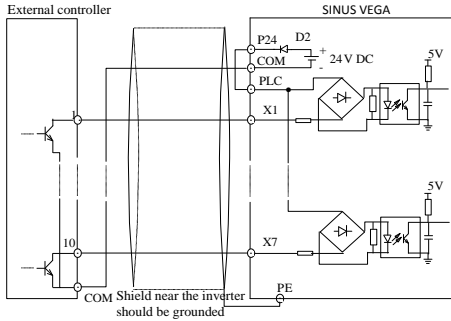 External controller
SINUS VEGA
P24
D2
+
24V DC
-
COM
PLC
5V
1
X1
5V
10
X7
COM
Shield near the inverter
should be grounded
PE